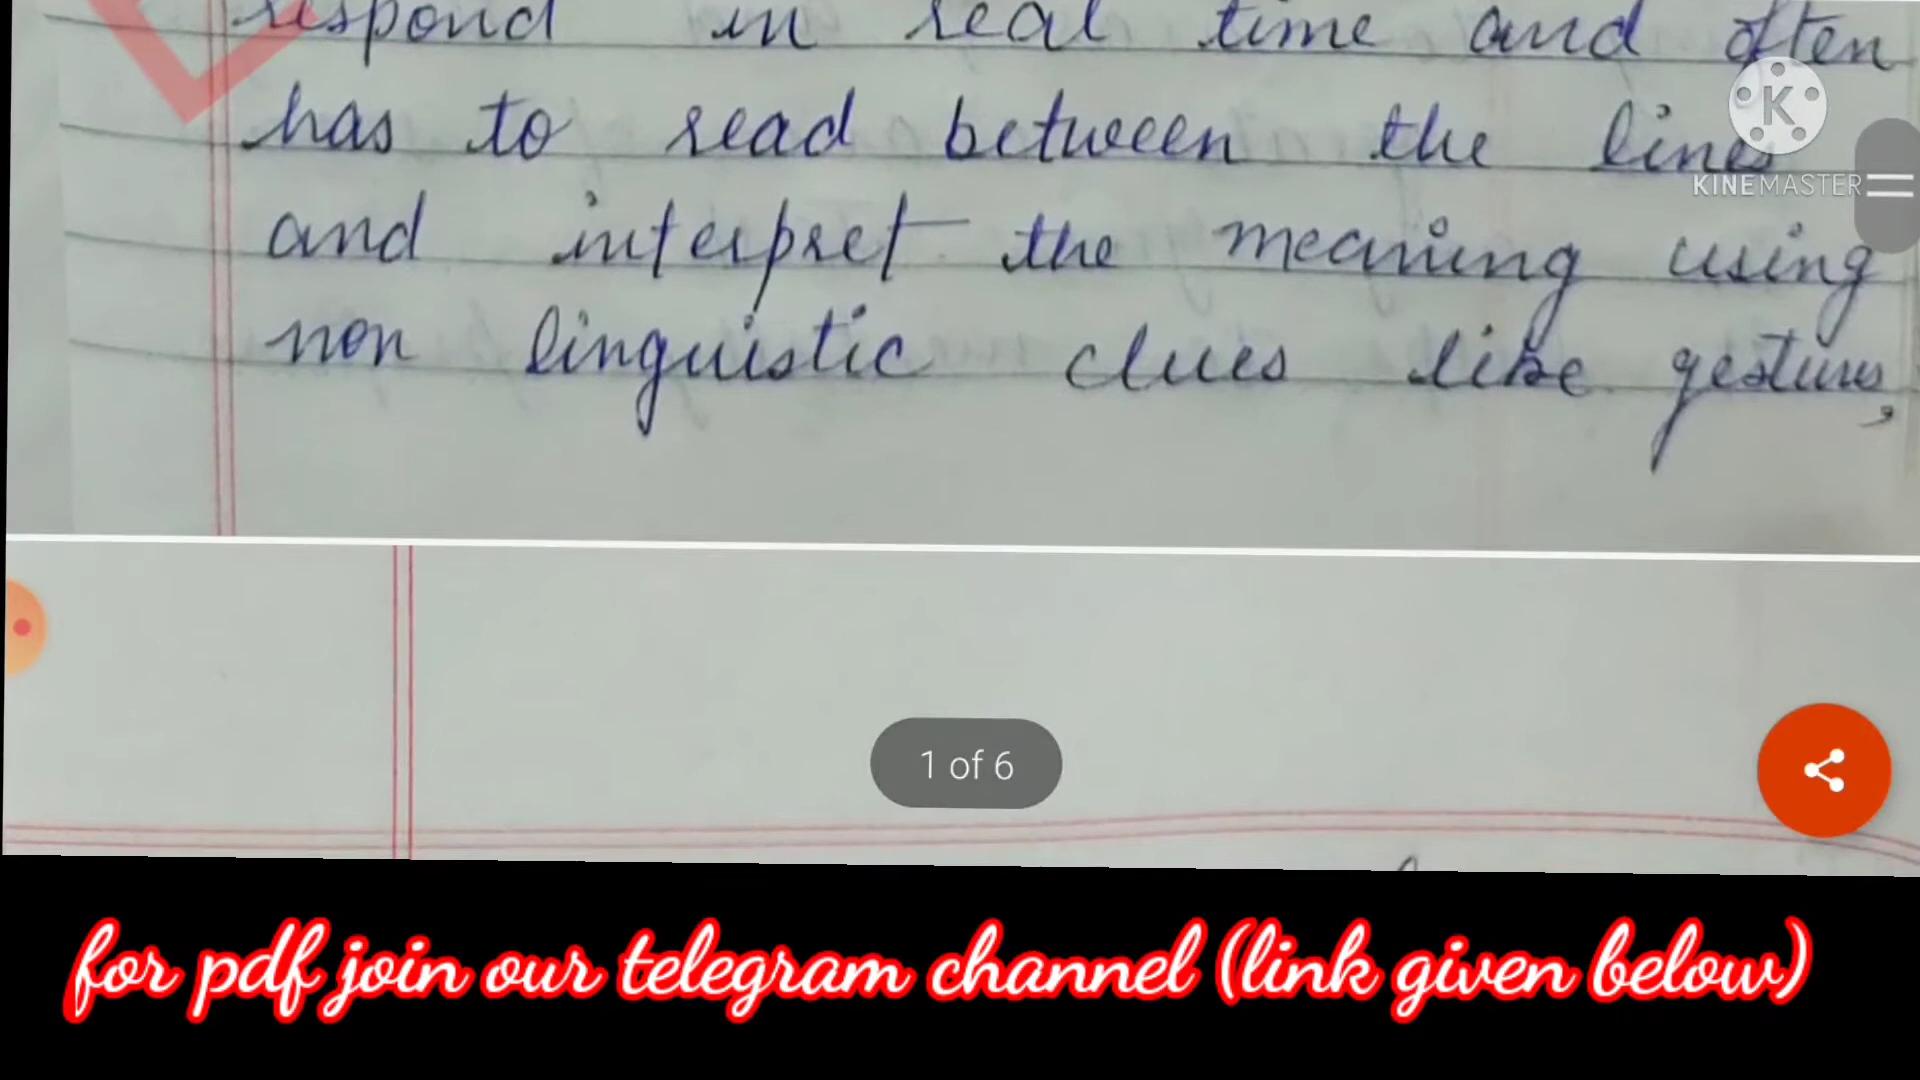 respond in real time and often
has to read between the lines
and interpret the meaning using
non linguistic clues like gestures,
KINEMASTER
1 of 6
for pdf join our telegram channel (link given below)